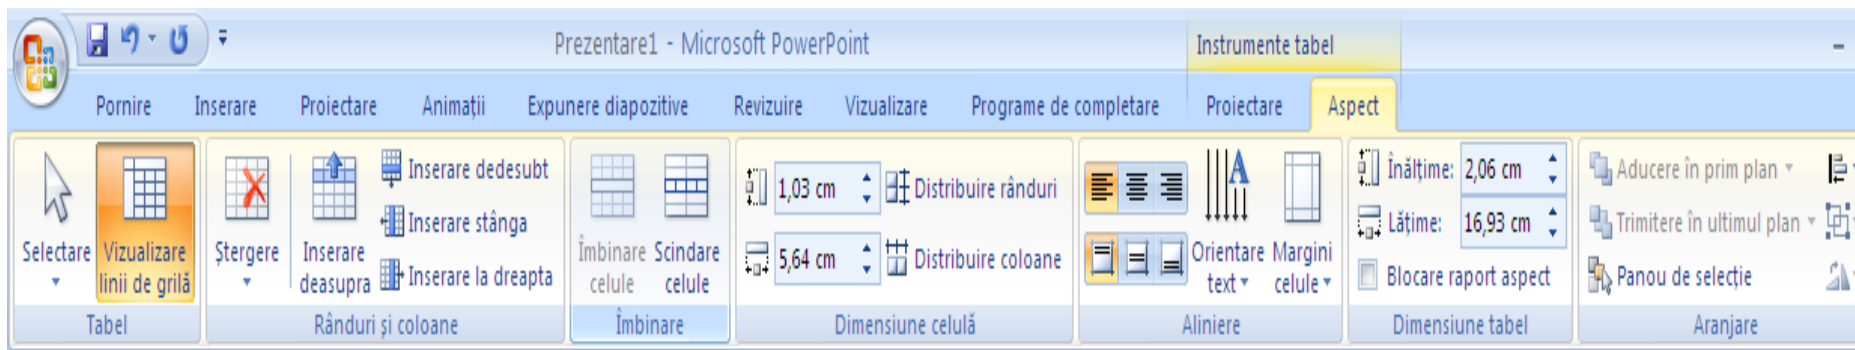 Prezentare1 - Microsoft PowerPoint
Instrumente tabel
Pornire Inserare Proiectare Animații Expunere diapozitive Revizuire Vizualizare Programe de completare Proiectare Aspect
Selectare
Vizualizare
linii de grilă
Tabel
Ștergere
Inserare
deasupra
Inserare dedesubt
Inserare stânga
Inserare la dreapta
Rânduri și coloane
Îmbinare
celule
Scindare
celule
Îmbinare
1,03 cm
Distribuire rânduri
5,64 cm
Distribuire coloane
Dimensiune celulă
Orientare
text
Margini
celule
Aliniere
Înălțime: 2,06 cm
Lățime: 16,93 cm
Blocare raport aspect
Dimensiune tabel
Aducere în prim plan
Trimitere în ultimul plan
Panou de selecție
Aranjare